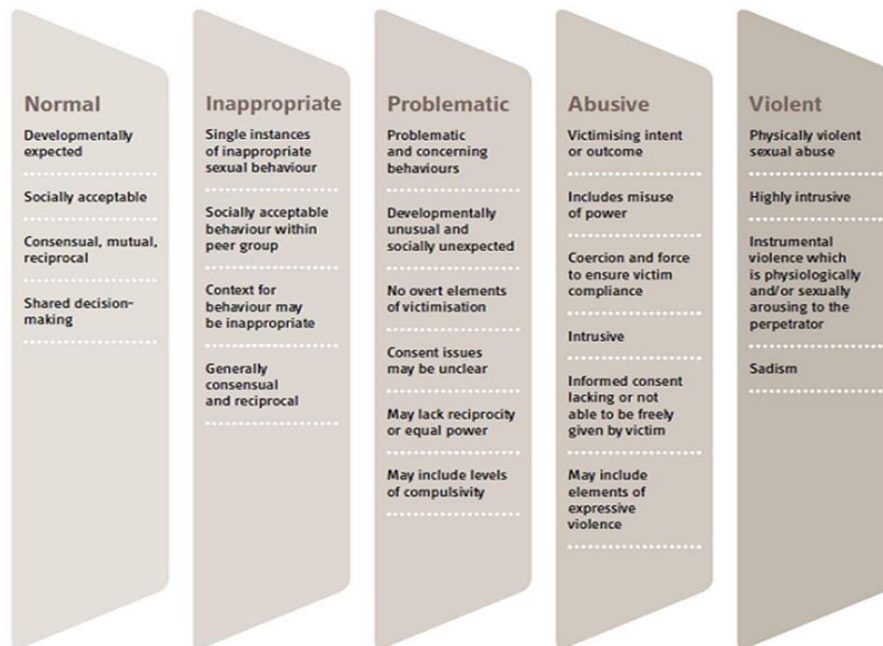 Normal
Developmentally
expected
Socially acceptable
Consensual, mutual,
reciprocal
Shared decision-
making
Inappropriate
Single instances
of inappropriate
sexual behaviour
Socially acceptable
behaviour within
peer group
Context for
behaviour may
be inappropriate
Generally
consensual
and reciprocal
Problematic
Problematic
and concerning
behaviours
Developmentally
unusual and
socially unexpected
No overt elements
of victimisation
Consent issues
may be unclear
May lack reciprocity
or equal power
May include levels
of compulsivity
Abusive
Victimising intent
or outcome
Includes misuse
of power
Coercion and force
to ensure victim
compliance
Intrusive
Informed consent
lacking or not
able to be freely
given by victim
May include
elements of
expressive
violence
Violent
Physically violent
sexual abuse
Highly intrusive
Instrumental
violence which
is physiologically
and/or sexually
arousing to the
perpetrator
Sadism